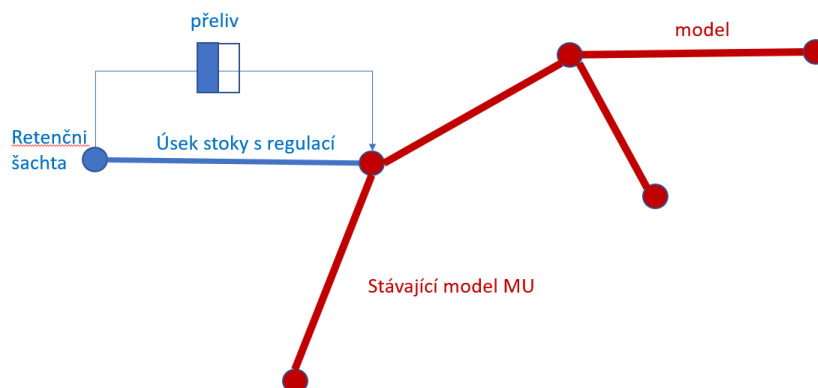 přeliv
model
Retenčni
šachta
Úsek stoky s regulací
Stávající model MU